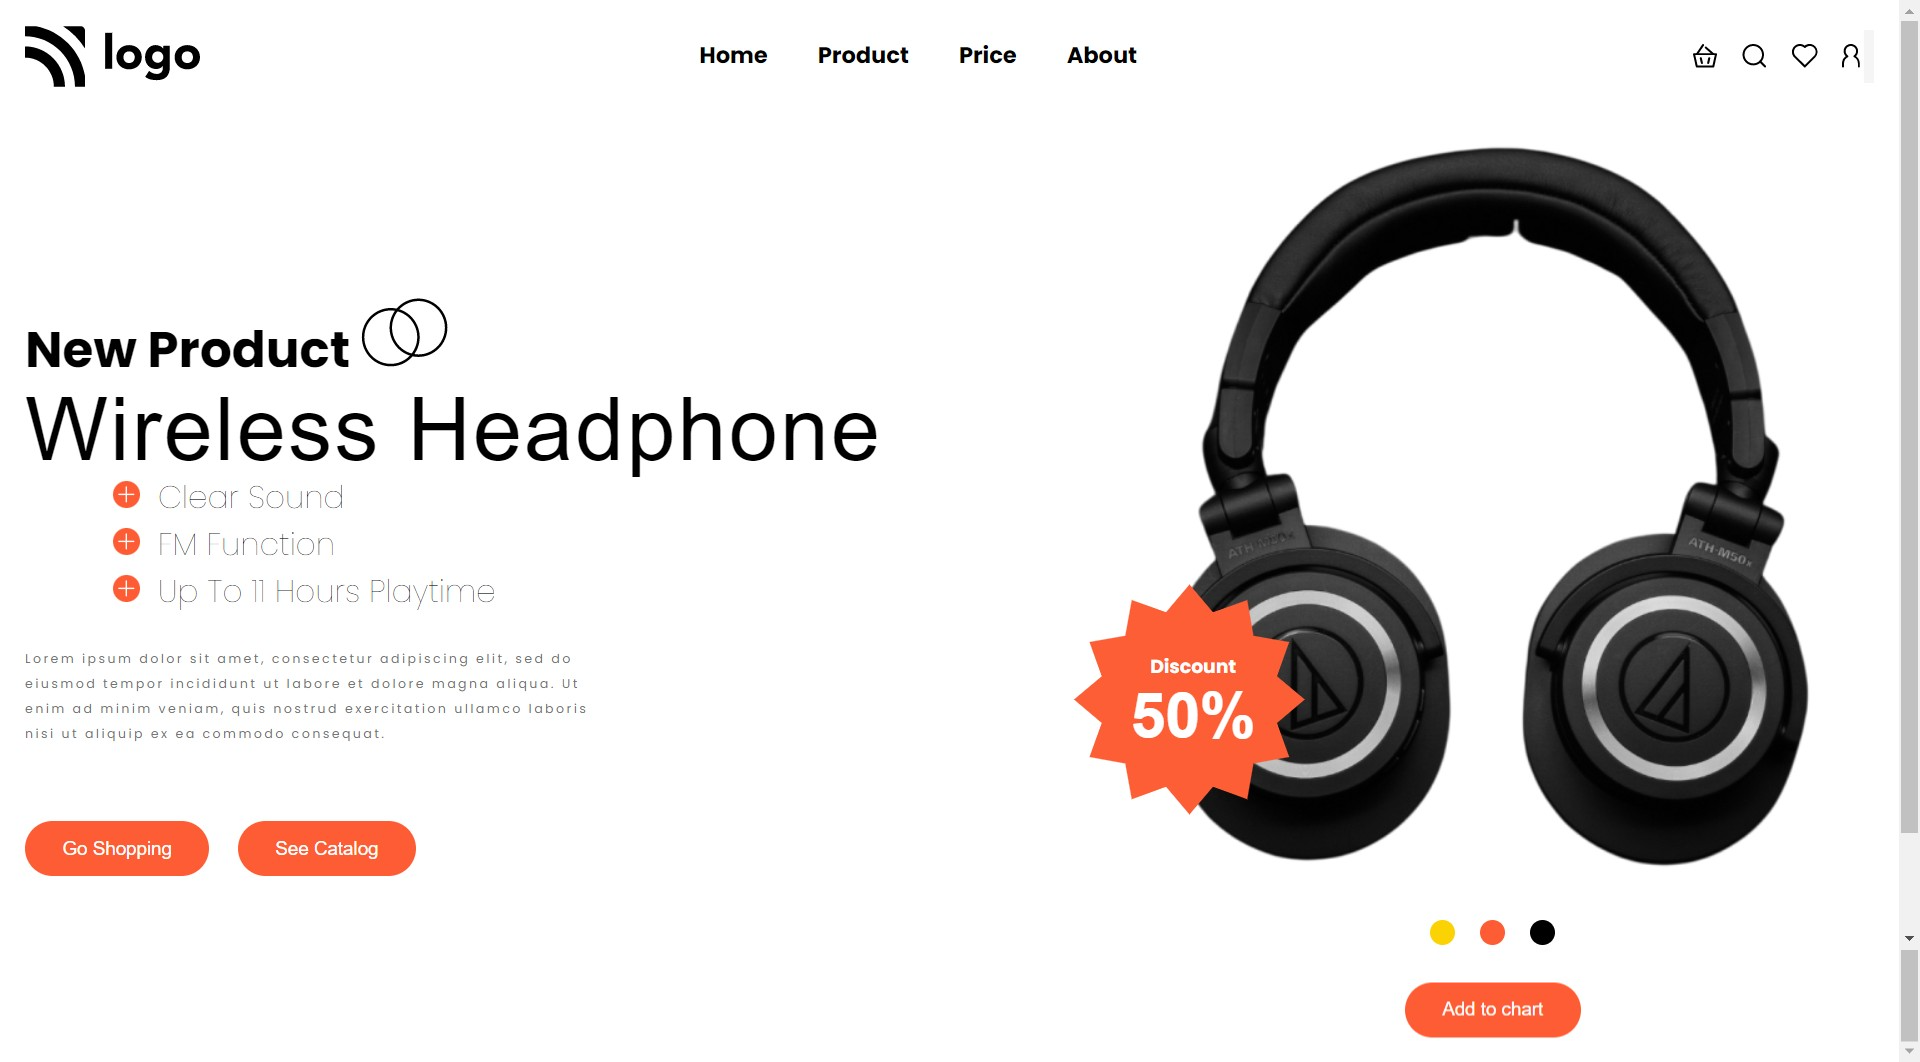 logo
Home
Product
Price
About
New Product
Wireless Headphone
Clear Sound
FM Function
Up To 11 Hours Playtime
Lorem ipsum dolor sit amet, consectetur adipiscing elit, sed do
eiusmod tempor incididunt ut labore et dolore magna aliqua. Ut
enim ad minim veniam, quis nostrud exercitation ullamco laboris
nisi ut aliquip ex ea commodo consequat.
Go Shopping
See Catalog
ATH-M50x
ATH-M50x
Discount
50%
Add to chart